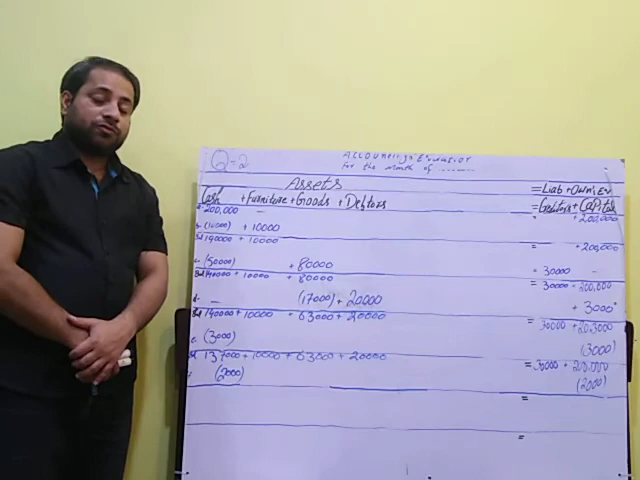 Q=2
ACCOUNTING EQUATION
For the Month of ........
Assets = Liab + Own.Eq
Cash + Furniture + Goods + Debtors = Creditors + Capital
a- 200,000 — = + 200,000
b- (10000) + 10000
Bal 190000 + 10000 = + 200,000
c- (50000) + 80000 = 30000 —
Bal 140000 + 10000 + 80000 = 30000 + 200,000
d- — (17000) + 20000 + 3000
Bal 140000 + 10000 + 63000 + 20000 = 30000 + 203000
e. (3000) (3000)
Bal 137000 + 10000 + 63000 + 20000 = 30000 + 200,000
(2000) (2000)
=
=